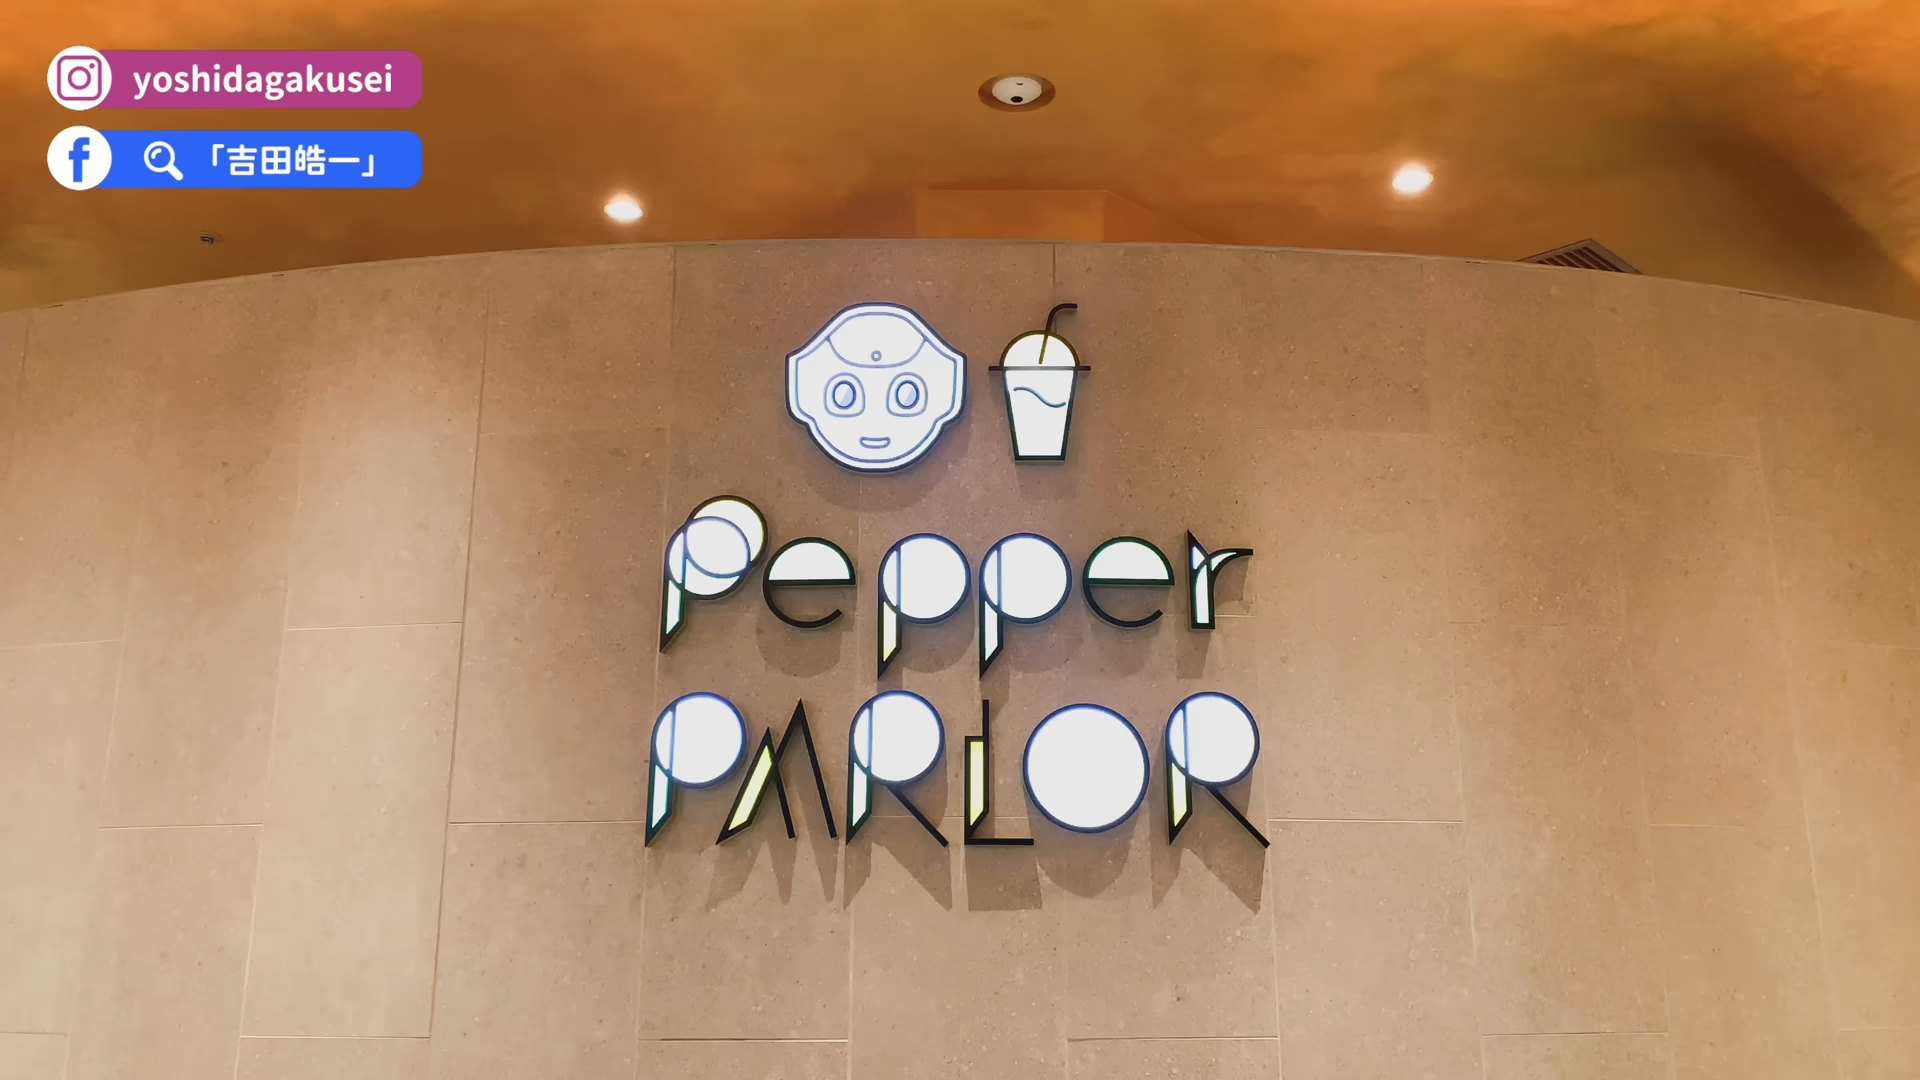 yoshidagakusei
「吉田皓一」
Pepper
PARLOR